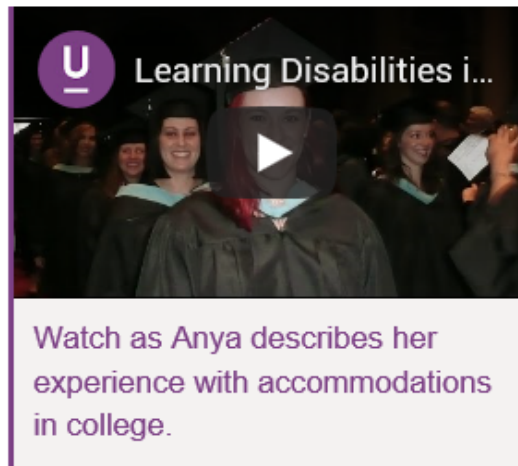 U
Learning Disabilities i...
Watch as Anya describes her
experience with accommodations
in college.